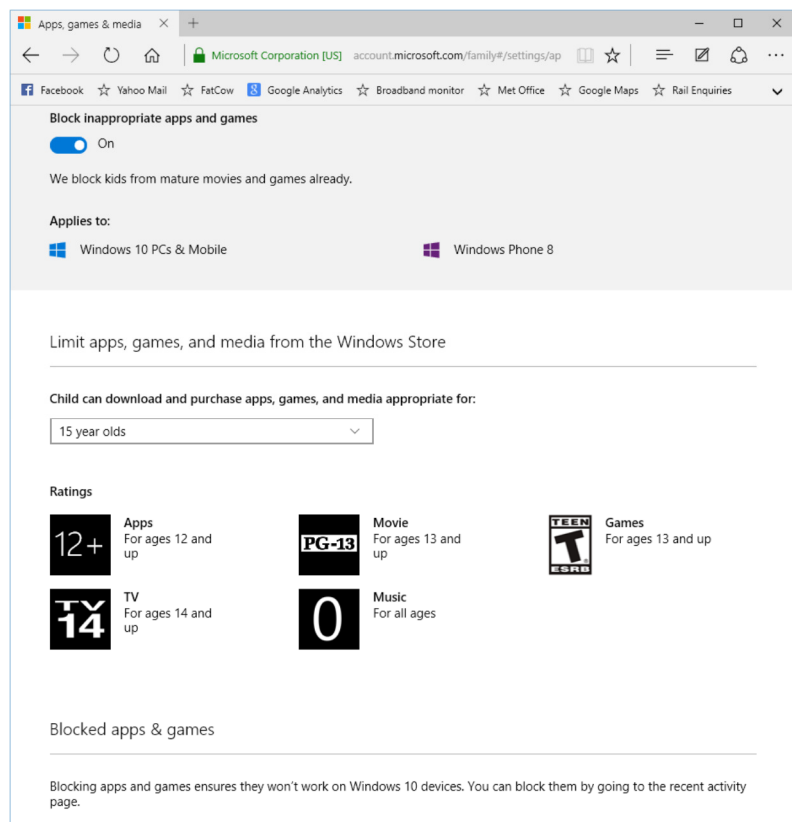 Apps, games & media
Microsoft Corporation [US] account.microsoft.com/family#/settings/ap
Facebook Yahoo Mail FatCow Google Analytics Broadband monitor Met Office Google Maps Rail Enquiries
Block inappropriate apps and games
On
We block kids from mature movies and games already.
Applies to:
Windows 10 PCs & Mobile
Windows Phone 8
Limit apps, games, and media from the Windows Store
Child can download and purchase apps, games, and media appropriate for:
15 year olds
Ratings
12+
Apps
For ages 12 and
up
PG-13
Movie
For ages 13 and
up
TEEN
T
ESRB
Games
For ages 13 and up
TV
14
TV
For ages 14 and
up
0
Music
For all ages
Blocked apps & games
Blocking apps and games ensures they won't work on Windows 10 devices. You can block them by going to the recent activity
page.